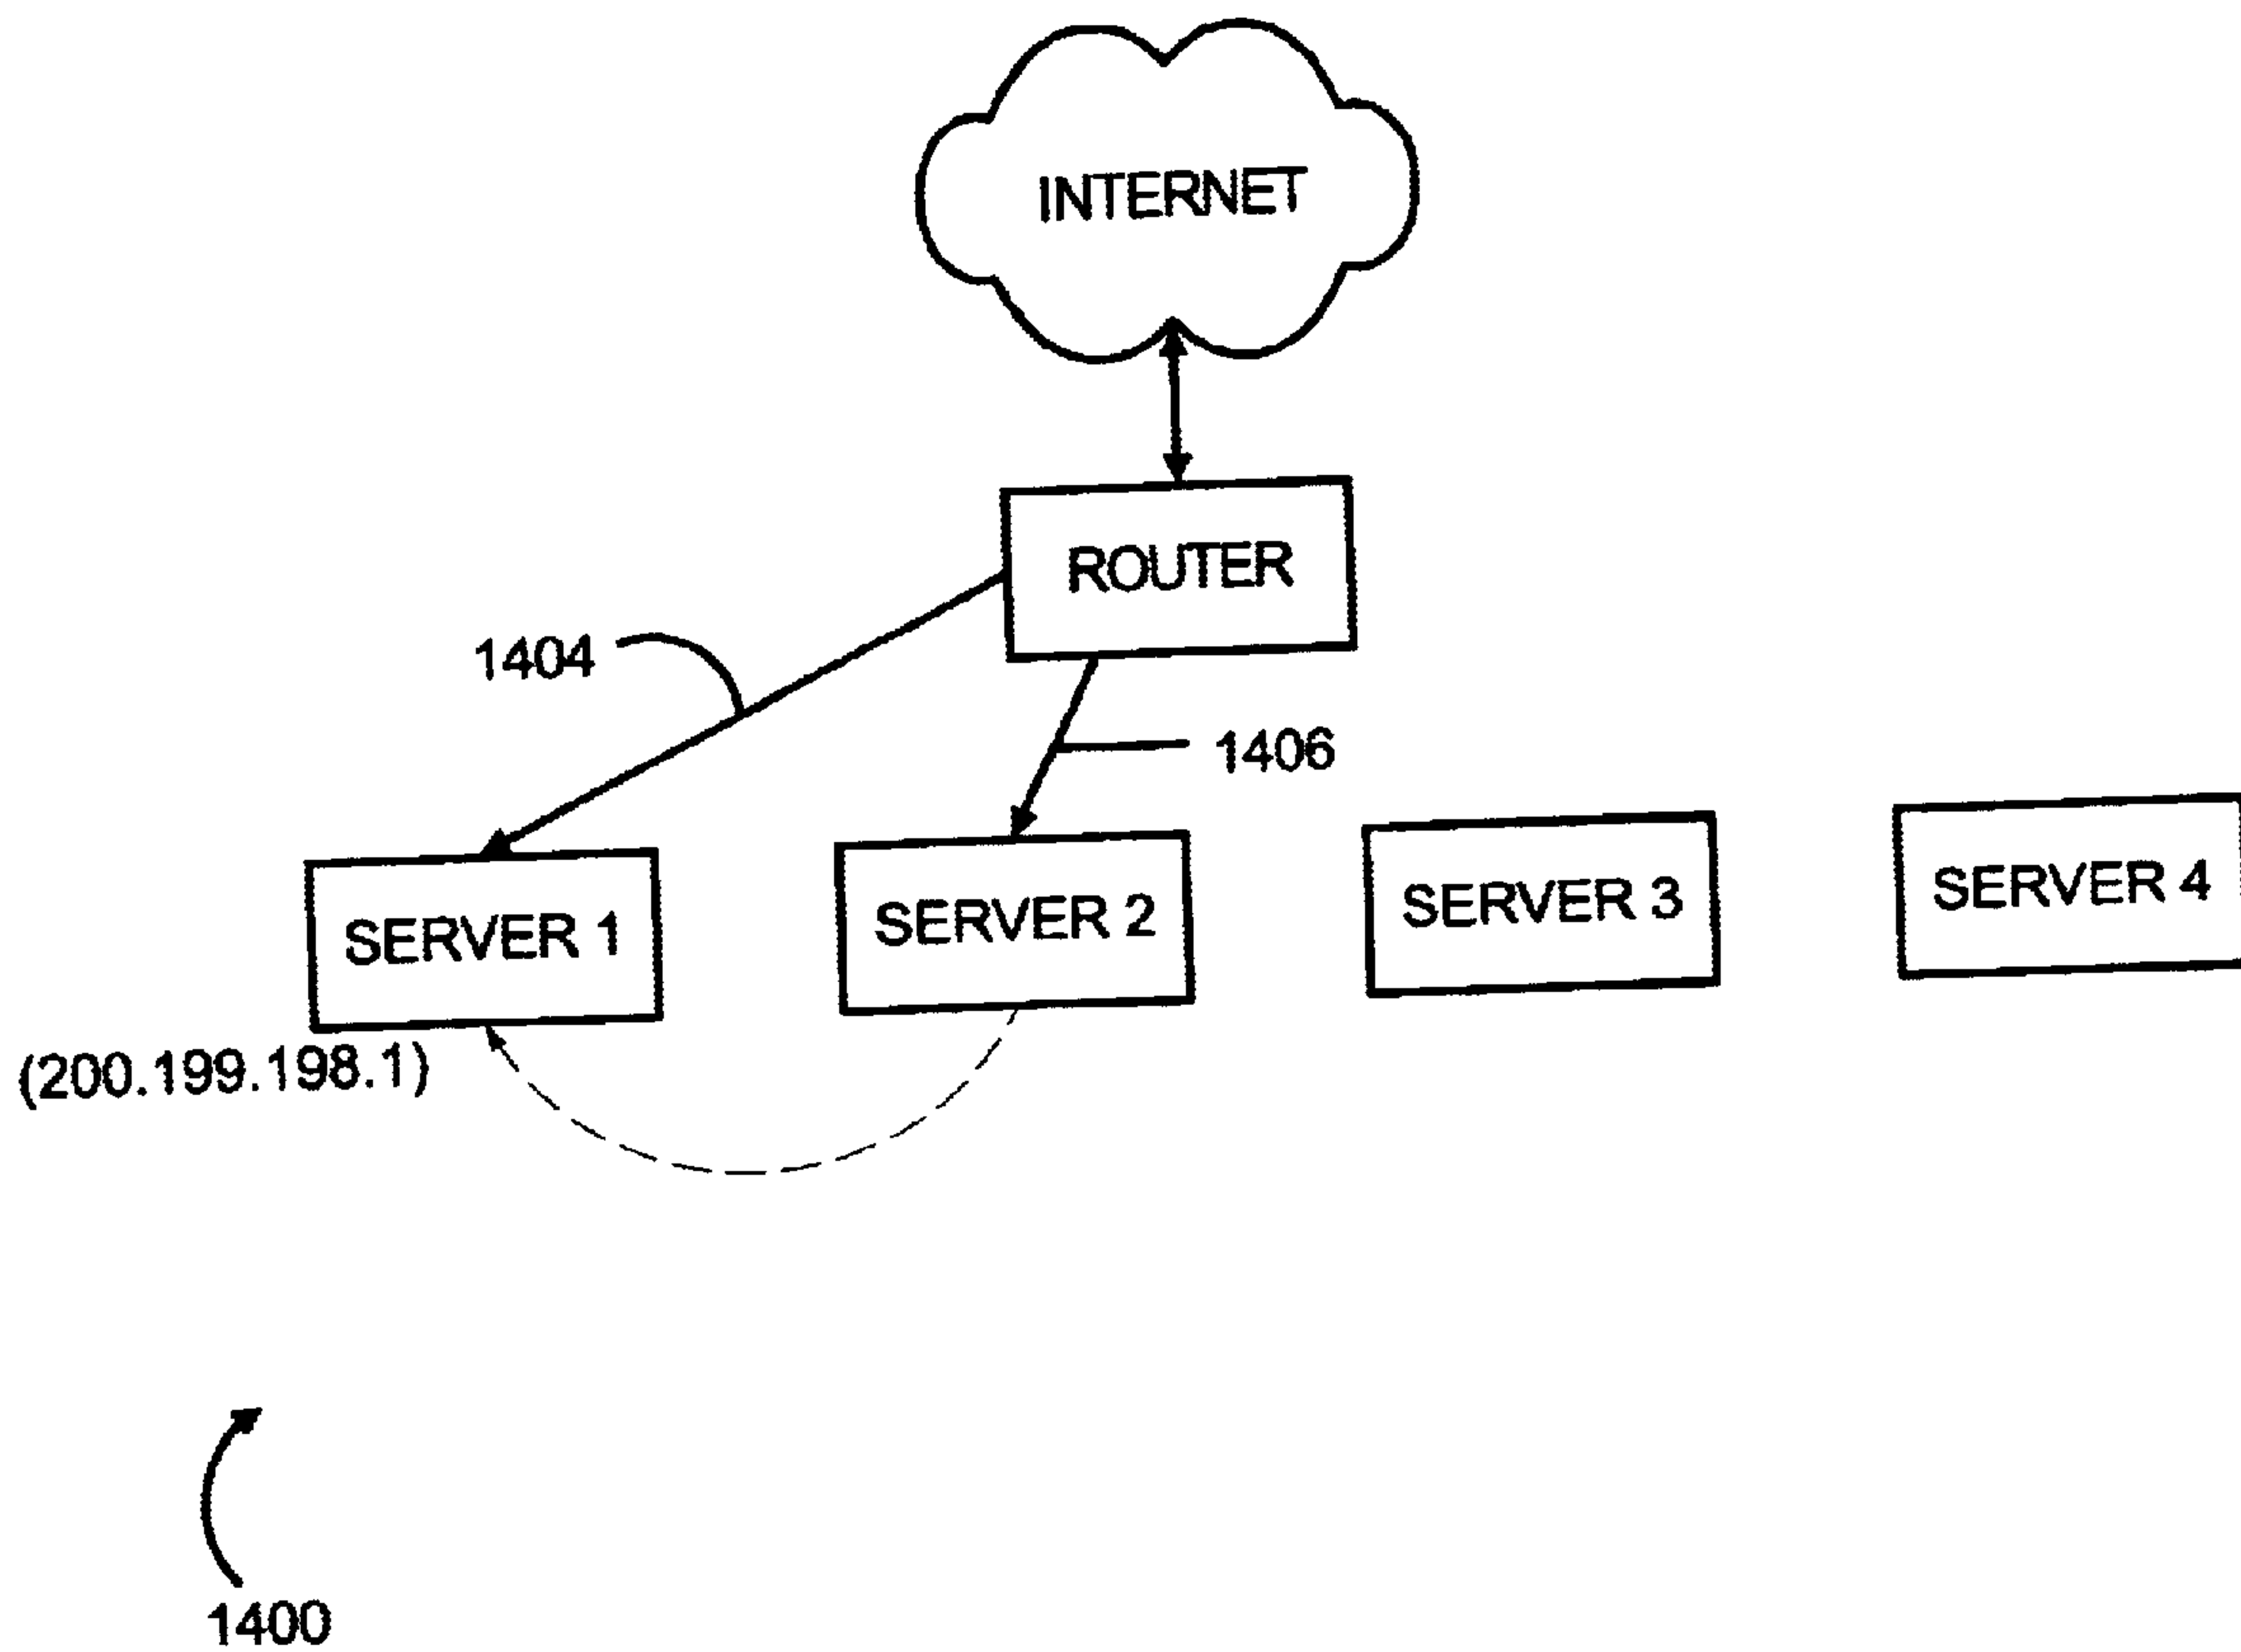 INTERNET
ROUTER
1404
1406
SERVER 1
SERVER 2
SERVER 3
SERVER 4
(200.199.198.1)
1400